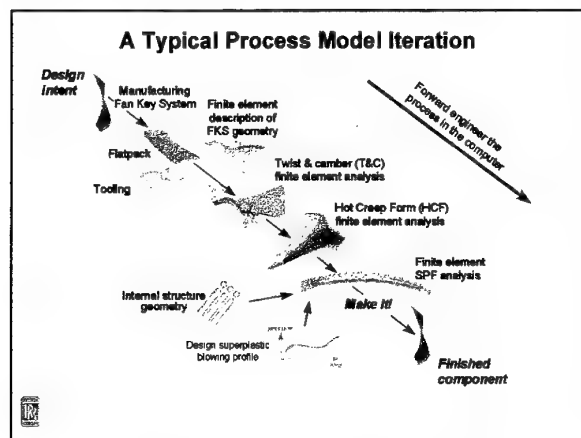 A Typical Process Model Iteration
Design
intent
Manufacturing
Fan Key System
Finite element
description of
FKS geometry
Forward engineer the
process in the computer
Flatpack
Tooling
Twist & camber (T&C)
finite element analysis
Hot Creep Form (HCF)
finite element analysis
Finite element
SPF analysis
Internal structure
geometry
Make it!
Design superplastic
blowing profile
Finished
component